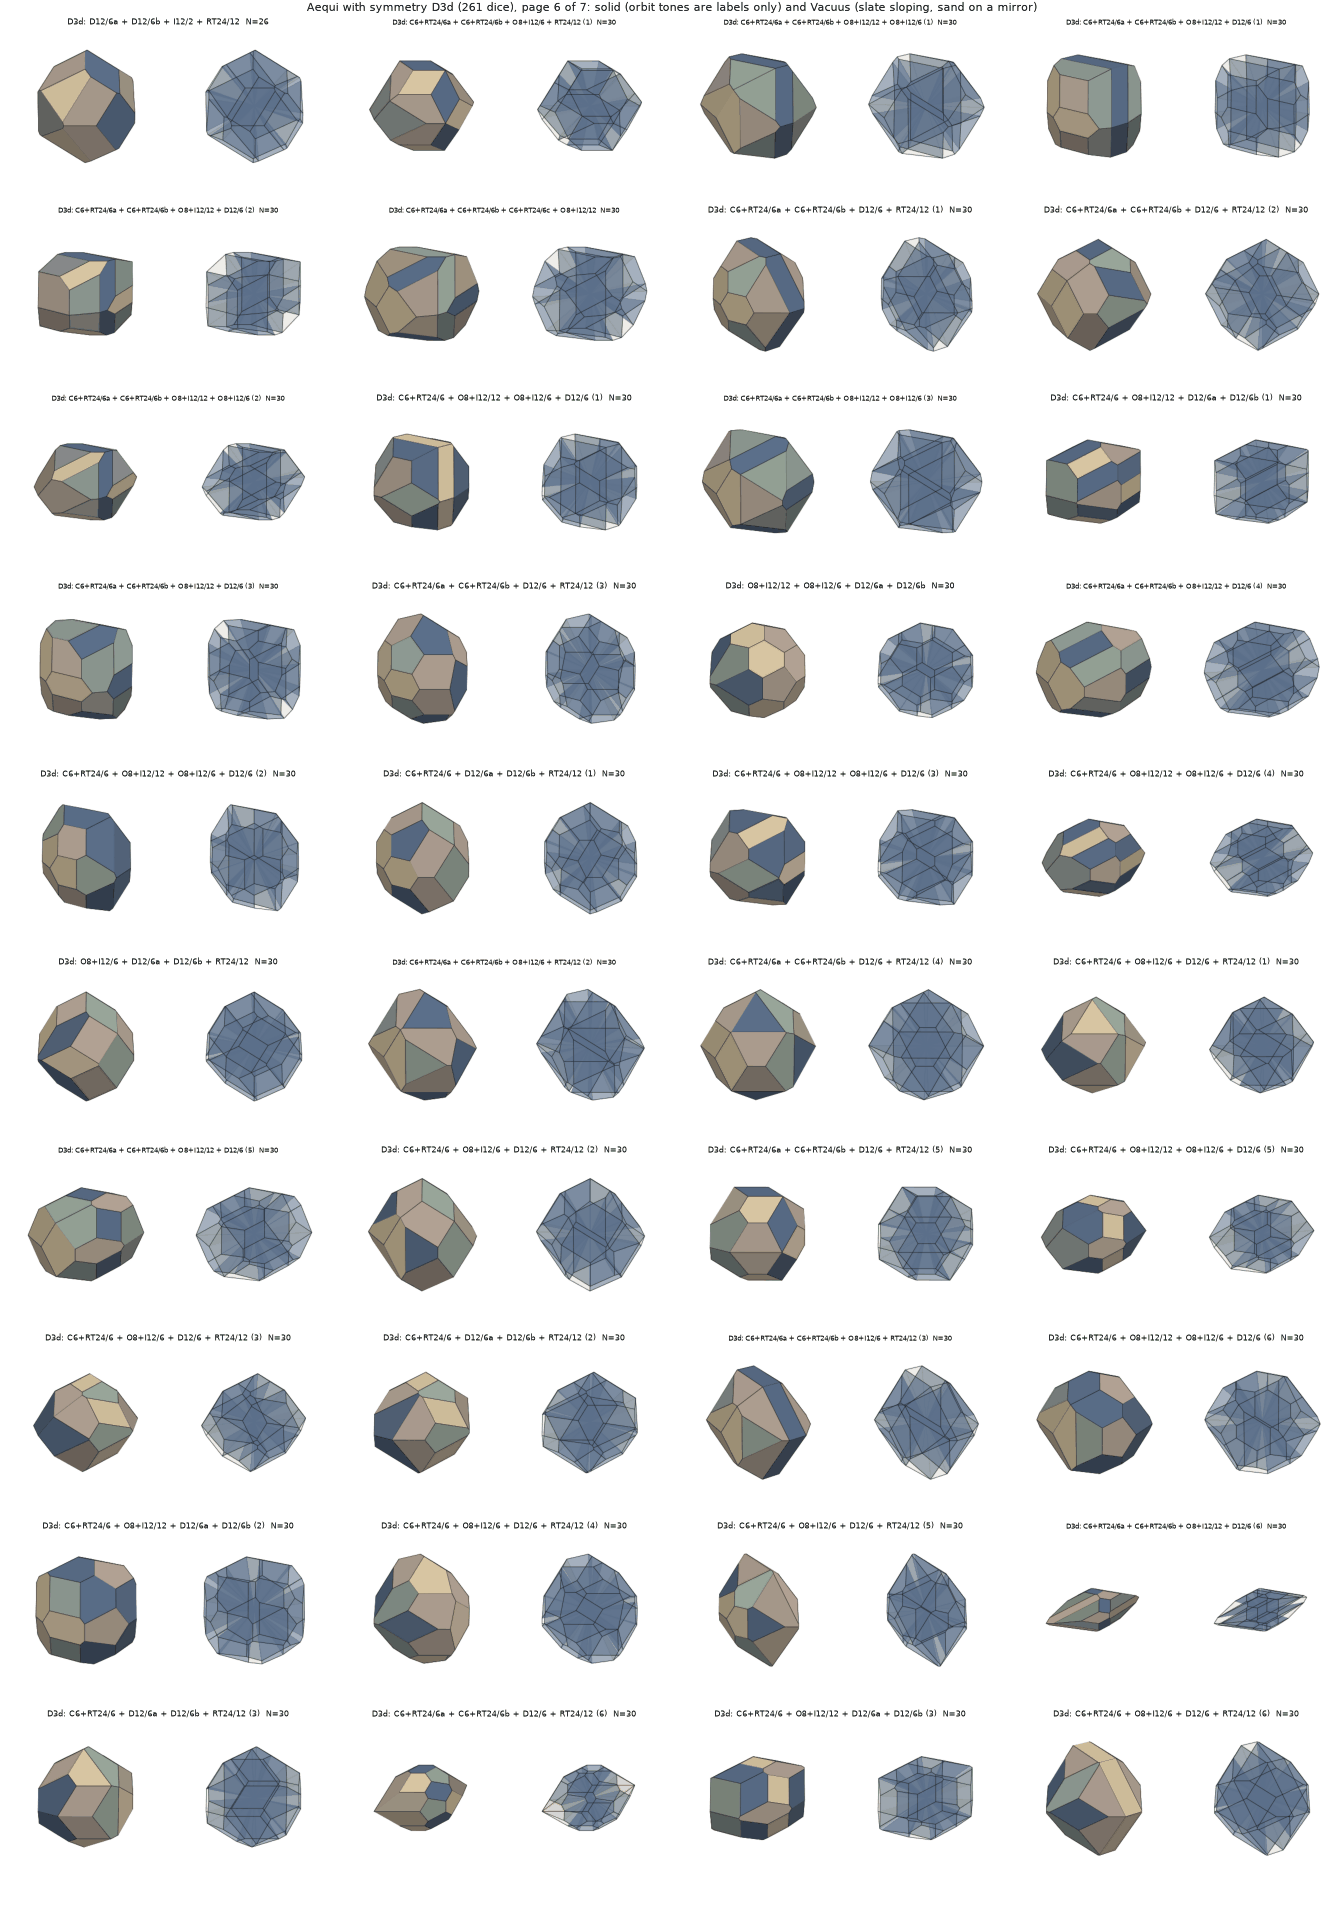 Aequi with symmetry D3d (261 dice), page 6 of 7: solid (orbit tones are labels only) and Vacuus (slate sloping, sand on a mirror)
D3d: D12/6a + D12/6b + I12/2 + RT24/12 N=26
D3d: C6+RT24/6a + C6+RT24/6b + O8+I12/6 + RT24/12 (1) N=30
D3d: C6+RT24/6a + C6+RT24/6b + O8+I12/12 + O8+I12/6 (1) N=30
D3d: C6+RT24/6a + C6+RT24/6b + O8+I12/12 + D12/6 (1) N=30
D3d: C6+RT24/6a + C6+RT24/6b + O8+I12/12 + D12/6 (2) N=30
D3d: C6+RT24/6a + C6+RT24/6b + C6+RT24/6c + O8+I12/12 N=30
D3d: C6+RT24/6a + C6+RT24/6b + D12/6 + RT24/12 (1) N=30
D3d: C6+RT24/6a + C6+RT24/6b + D12/6 + RT24/12 (2) N=30
D3d: C6+RT24/6a + C6+RT24/6b + O8+I12/12 + O8+I12/6 (2) N=30
D3d: C6+RT24/6 + O8+I12/12 + O8+I12/6 + D12/6 (1) N=30
D3d: C6+RT24/6a + C6+RT24/6b + O8+I12/12 + O8+I12/6 (3) N=30
D3d: C6+RT24/6 + O8+I12/12 + D12/6a + D12/6b (1) N=30
D3d: C6+RT24/6a + C6+RT24/6b + O8+I12/12 + D12/6 (3) N=30
D3d: C6+RT24/6a + C6+RT24/6b + D12/6 + RT24/12 (3) N=30
D3d: O8+I12/12 + O8+I12/6 + D12/6a + D12/6b N=30
D3d: C6+RT24/6a + C6+RT24/6b + O8+I12/12 + D12/6 (4) N=30
D3d: C6+RT24/6 + O8+I12/12 + O8+I12/6 + D12/6 (2) N=30
D3d: C6+RT24/6 + D12/6a + D12/6b + RT24/12 (1) N=30
D3d: C6+RT24/6 + O8+I12/12 + O8+I12/6 + D12/6 (3) N=30
D3d: C6+RT24/6 + O8+I12/12 + O8+I12/6 + D12/6 (4) N=30
D3d: O8+I12/6 + D12/6a + D12/6b + RT24/12 N=30
D3d: C6+RT24/6a + C6+RT24/6b + O8+I12/6 + RT24/12 (2) N=30
D3d: C6+RT24/6a + C6+RT24/6b + D12/6 + RT24/12 (4) N=30
D3d: C6+RT24/6 + O8+I12/6 + D12/6 + RT24/12 (1) N=30
D3d: C6+RT24/6a + C6+RT24/6b + O8+I12/12 + D12/6 (5) N=30
D3d: C6+RT24/6 + O8+I12/6 + D12/6 + RT24/12 (2) N=30
D3d: C6+RT24/6a + C6+RT24/6b + D12/6 + RT24/12 (5) N=30
D3d: C6+RT24/6 + O8+I12/12 + O8+I12/6 + D12/6 (5) N=30
D3d: C6+RT24/6 + O8+I12/6 + D12/6 + RT24/12 (3) N=30
D3d: C6+RT24/6 + D12/6a + D12/6b + RT24/12 (2) N=30
D3d: C6+RT24/6a + C6+RT24/6b + O8+I12/6 + RT24/12 (3) N=30
D3d: C6+RT24/6 + O8+I12/12 + O8+I12/6 + D12/6 (6) N=30
D3d: C6+RT24/6 + O8+I12/12 + D12/6a + D12/6b (2) N=30
D3d: C6+RT24/6 + O8+I12/6 + D12/6 + RT24/12 (4) N=30
D3d: C6+RT24/6 + O8+I12/6 + D12/6 + RT24/12 (5) N=30
D3d: C6+RT24/6a + C6+RT24/6b + O8+I12/12 + D12/6 (6) N=30
D3d: C6+RT24/6 + D12/6a + D12/6b + RT24/12 (3) N=30
D3d: C6+RT24/6a + C6+RT24/6b + D12/6 + RT24/12 (6) N=30
D3d: C6+RT24/6 + O8+I12/12 + D12/6a + D12/6b (3) N=30
D3d: C6+RT24/6 + O8+I12/6 + D12/6 + RT24/12 (6) N=30